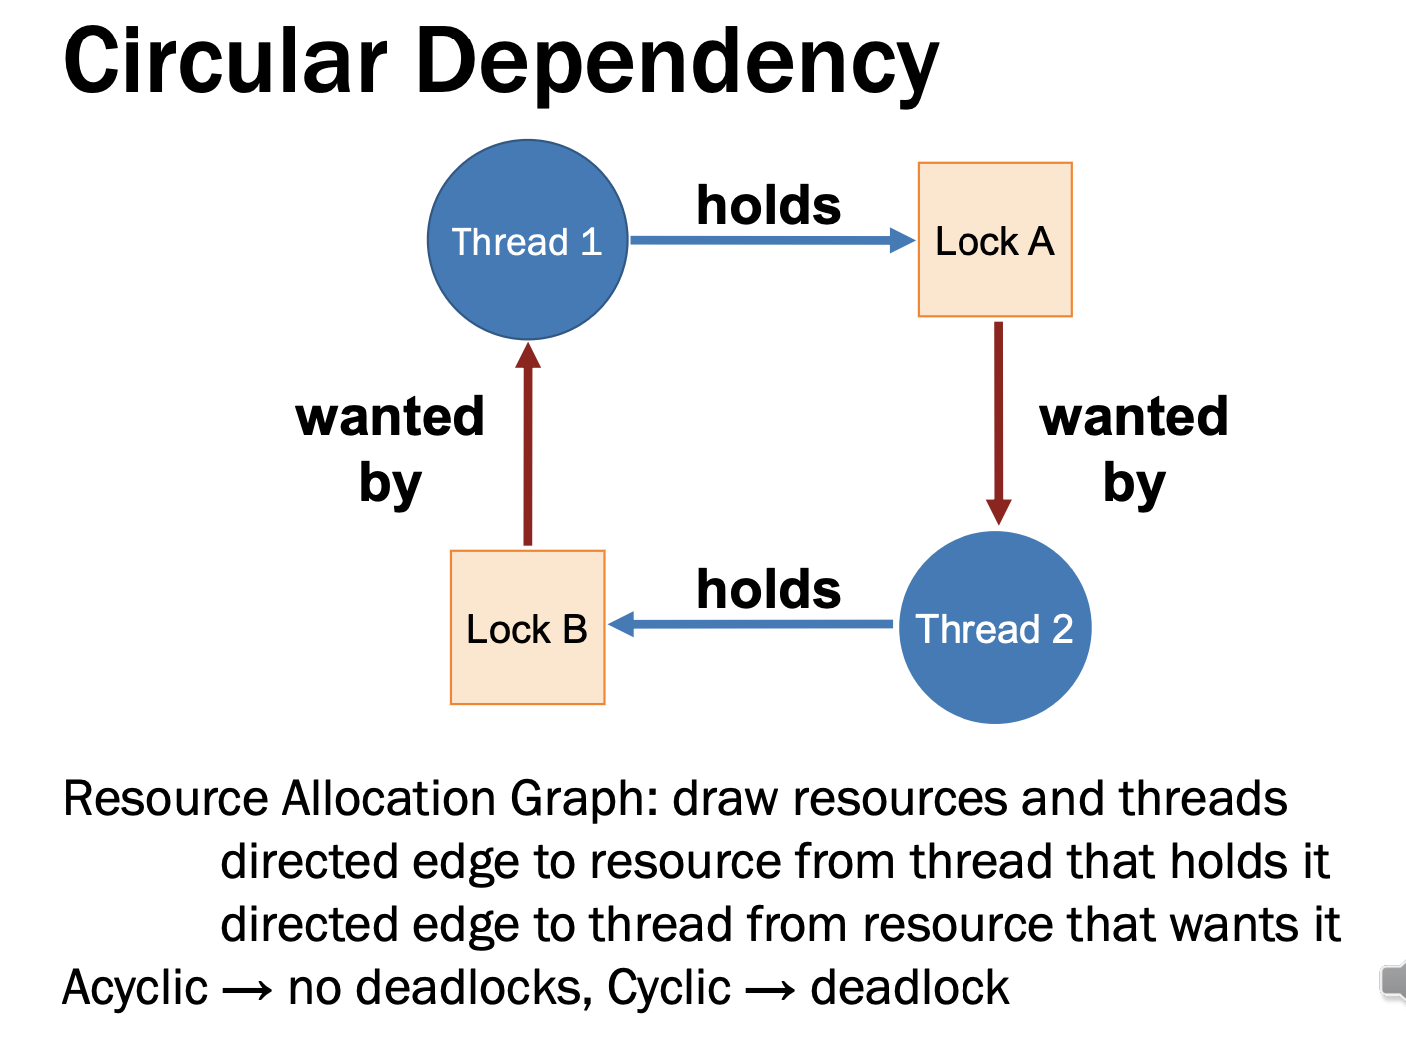 Circular Dependency
Thread 1
holds
Lock A
wanted
by
wanted
by
Lock B
holds
Thread 2
Resource Allocation Graph: draw resources and threads
directed edge to resource from thread that holds it
directed edge to thread from resource that wants it
Acyclic → no deadlocks, Cyclic → deadlock